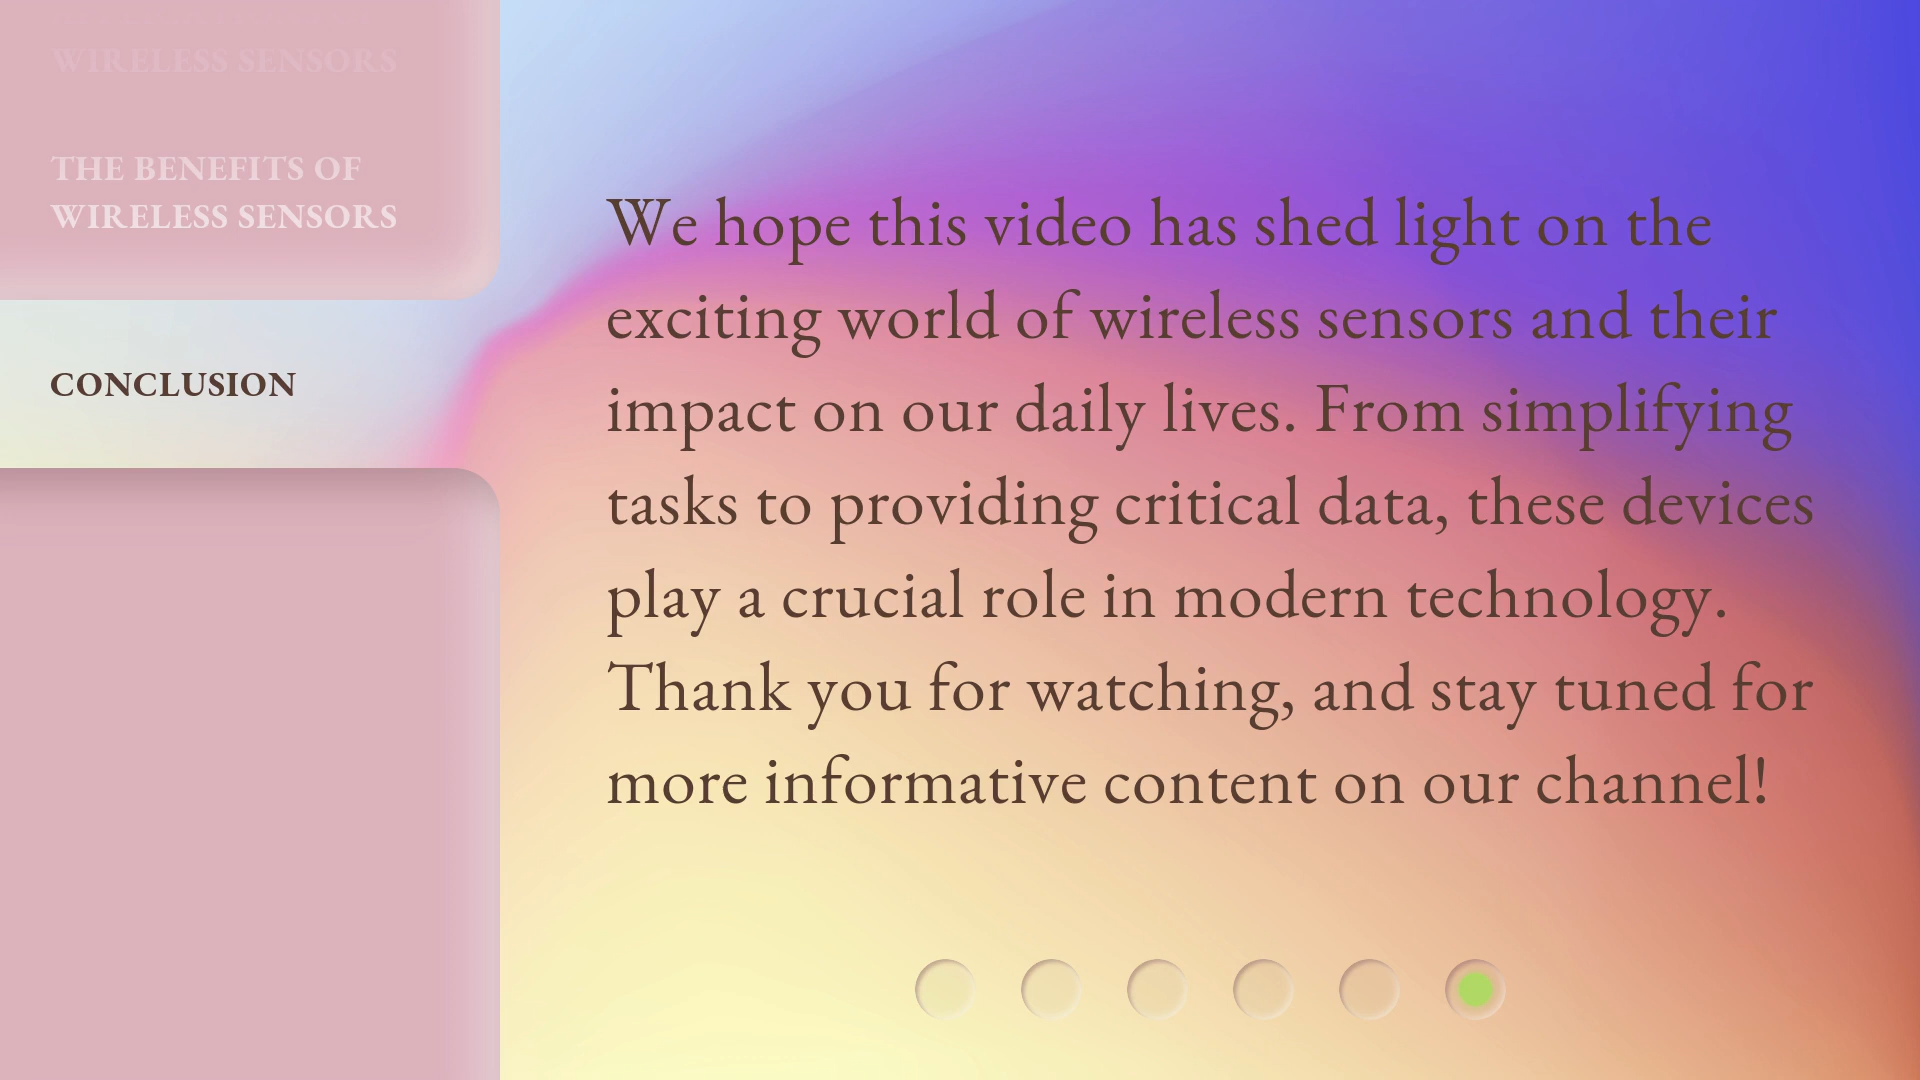 WIRELESS SENSORS
THE BENEFITS OF
WIRELESS SENSORS
CONCLUSION
We hope this video has shed light on the
exciting world of wireless sensors and their
impact on our daily lives. From simplifying
tasks to providing critical data, these devices
play a crucial role in modern technology.
Thank you for watching, and stay tuned for
more informative content on our channel!